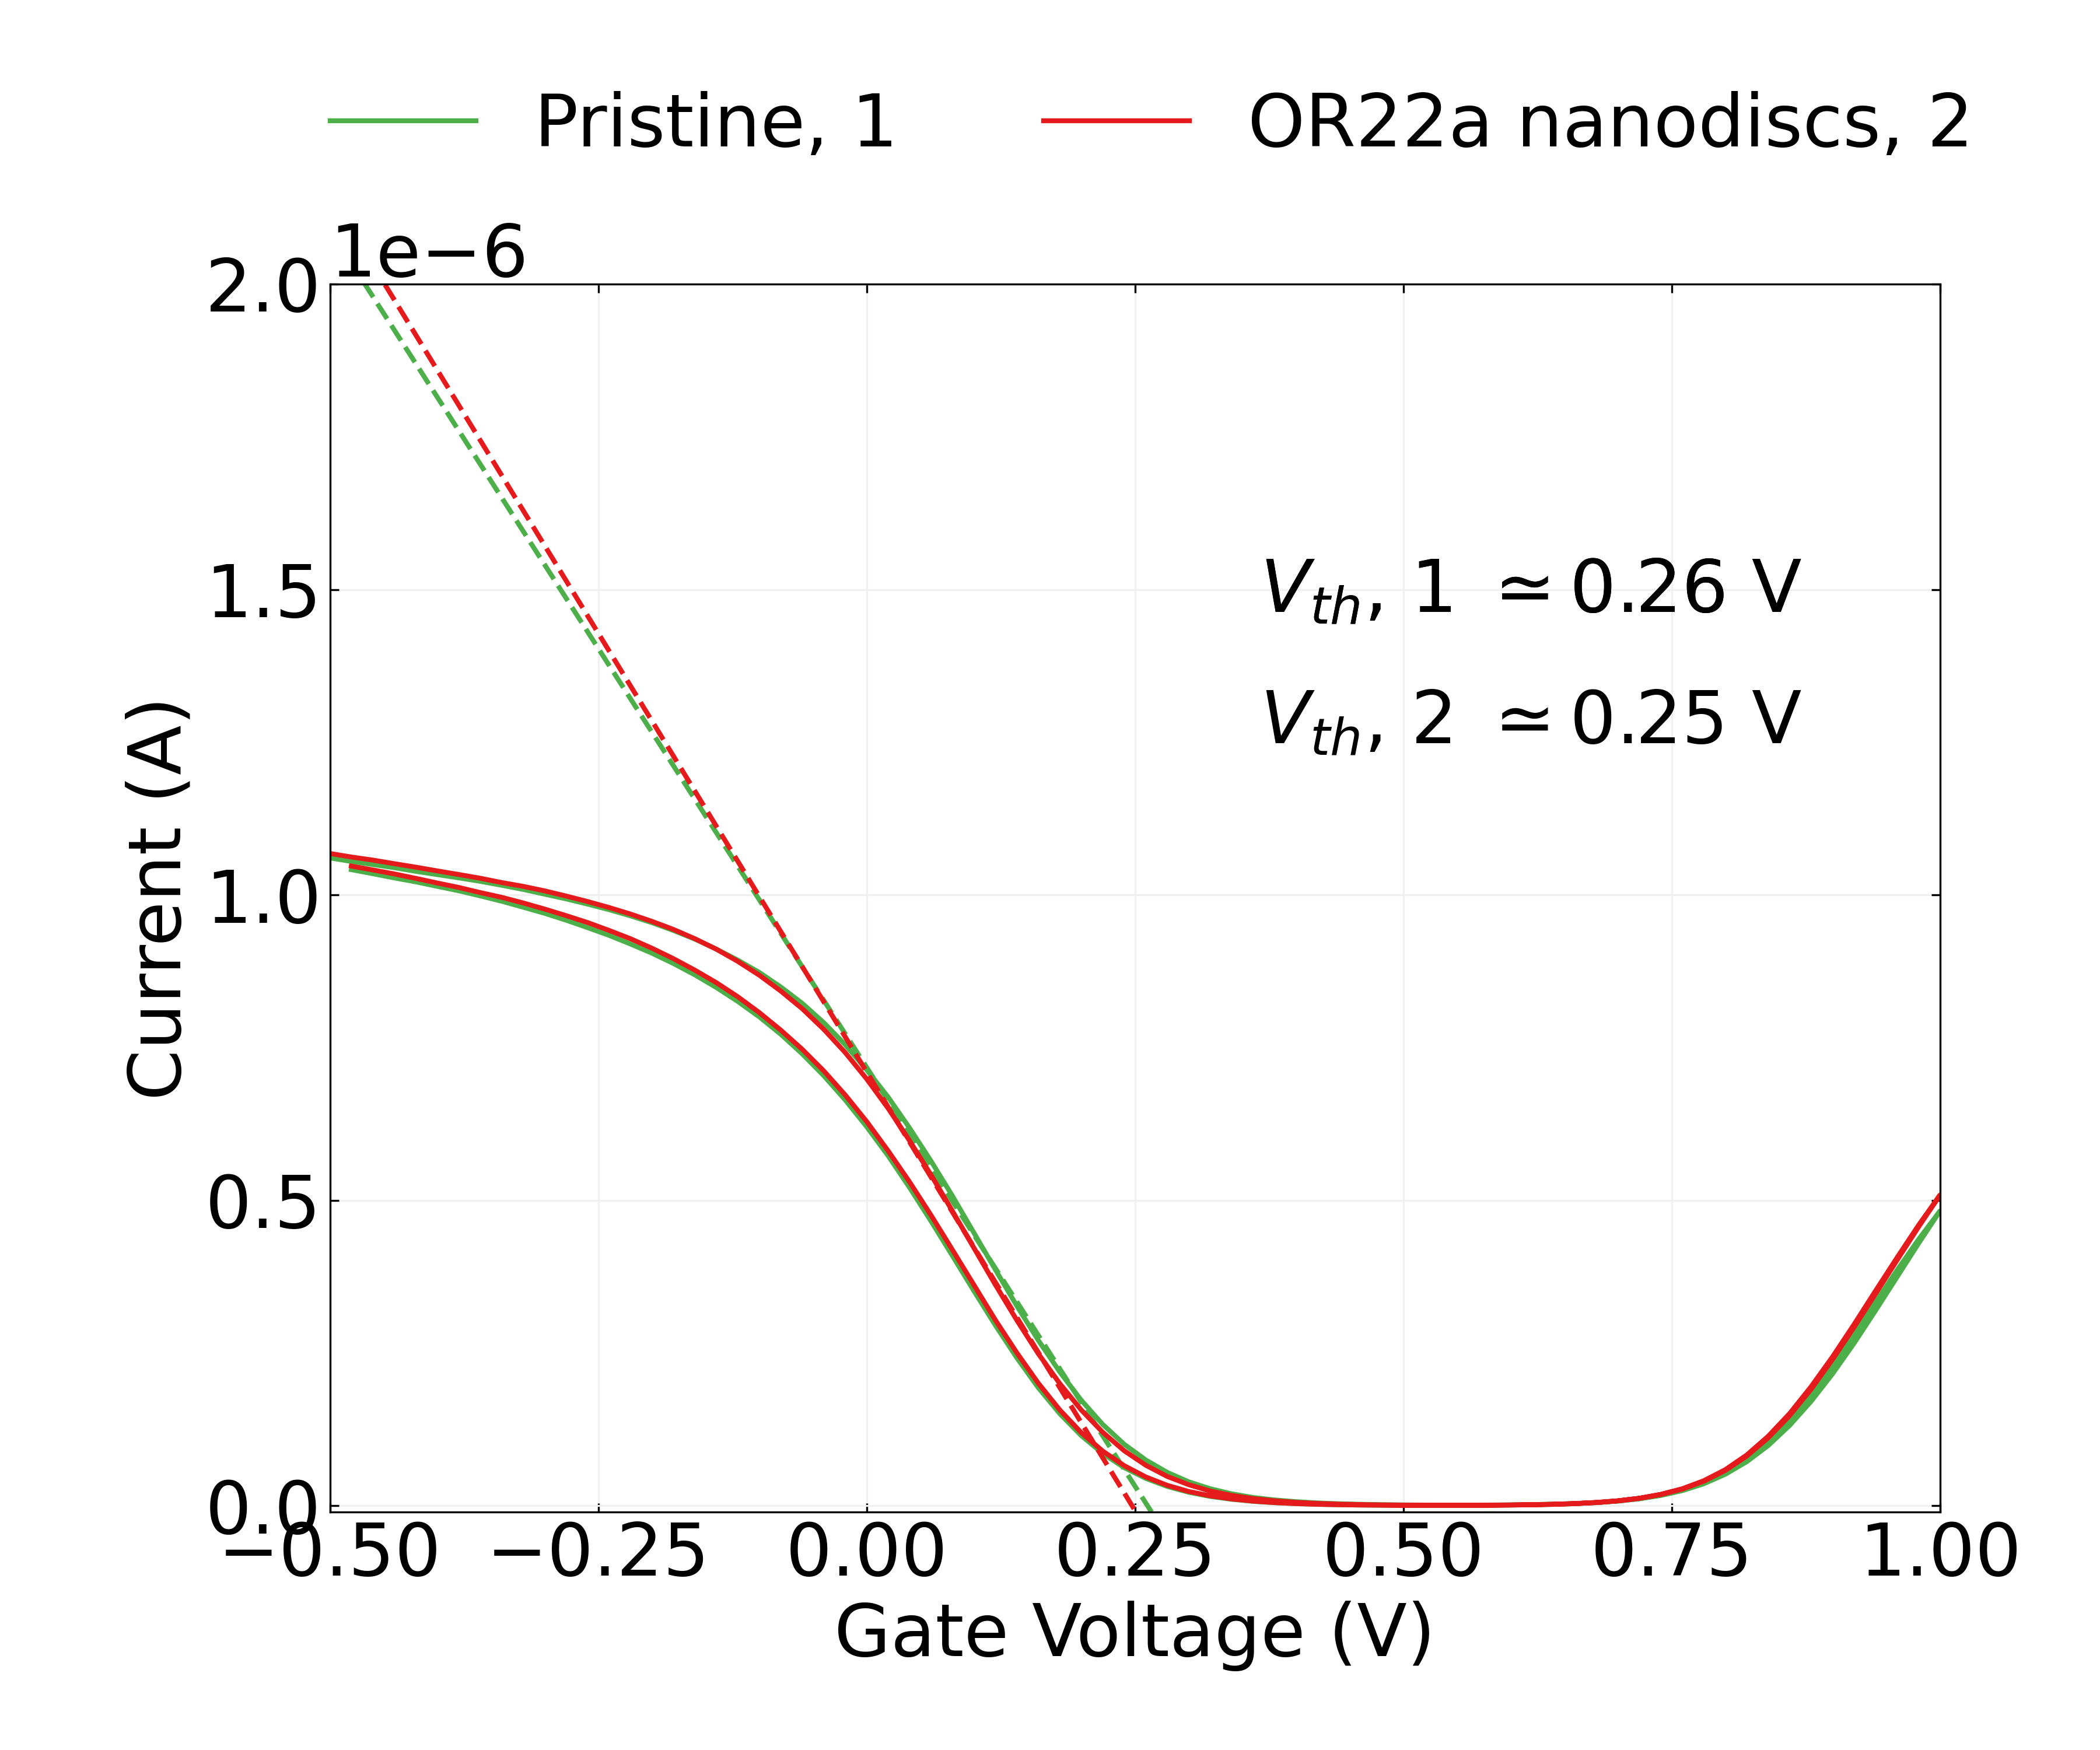 Pristine, 1 OR22a nanodiscs, 2
1e−6
2.0
1.5
1.0
0.5
0.0
Current (A)
Vth, 1 ≃0.26 V
Vth, 2 ≃0.25 V
−0.50 −0.25 0.00 0.25 0.50 0.75 1.00
Gate Voltage (V)